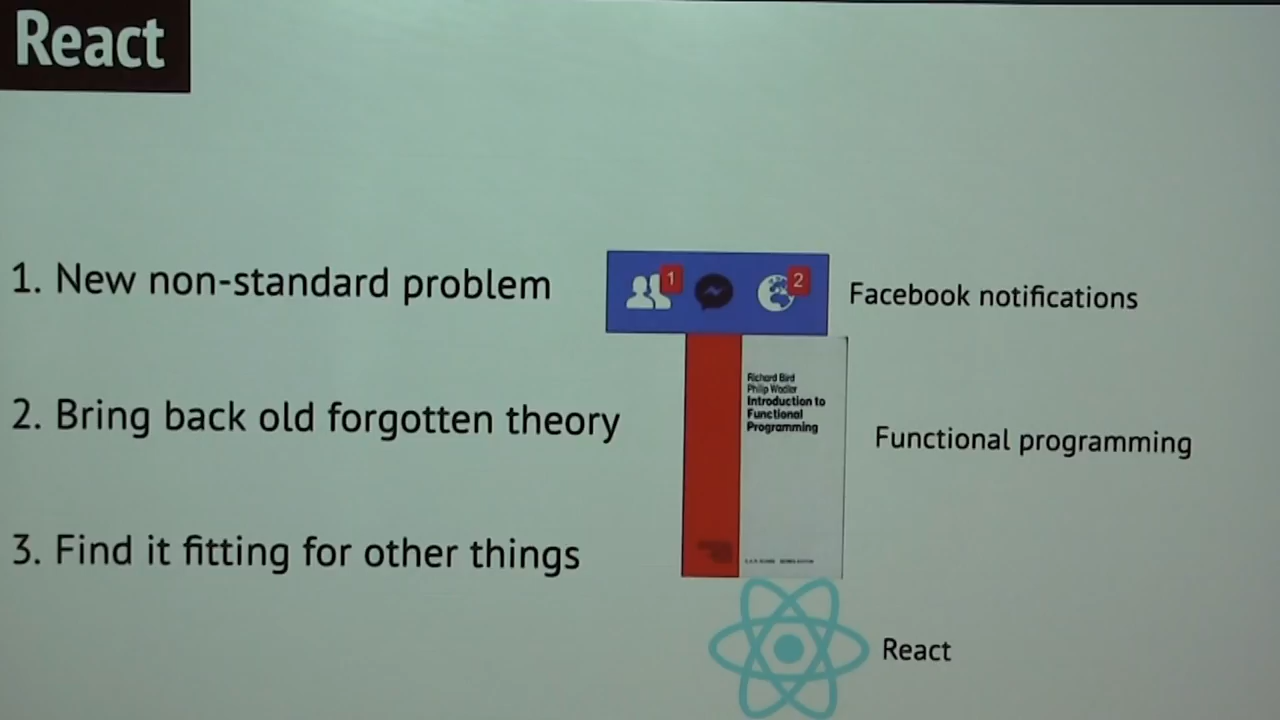 React
1. New non-standard problem
1
2
Facebook notifications
2. Bring back old forgotten theory
Richard Bird
Philip Wadler
Introduction to
Functional
Programming
Functional programming
3. Find it fitting for other things
React